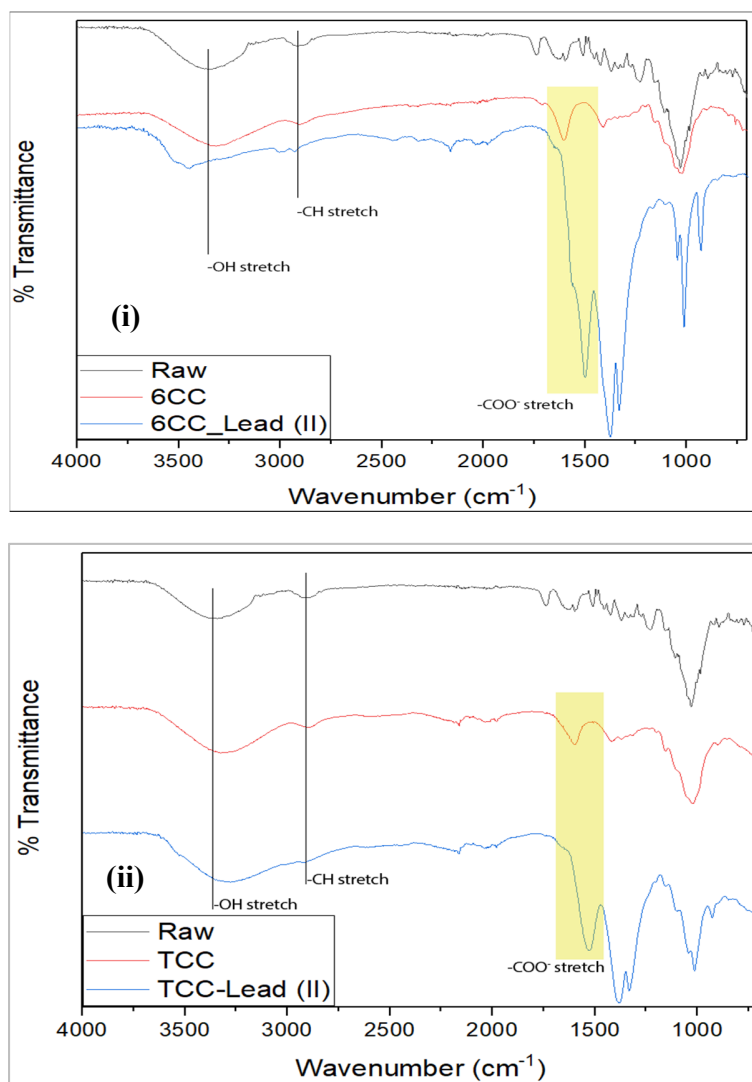 % Transmittance
-CH stretch
-OH stretch
(i)
Raw
6CC
6CC_Lead (II)
-COO⁻ stretch
4000 3500 3000 2500 2000 1500 1000
Wavenumber (cm⁻¹)
% Transmittance
(ii)
-CH stretch
-OH stretch
Raw
TCC
TCC-Lead (II)
-COO⁻ stretch
4000 3500 3000 2500 2000 1500 1000
Wavenumber (cm⁻¹)